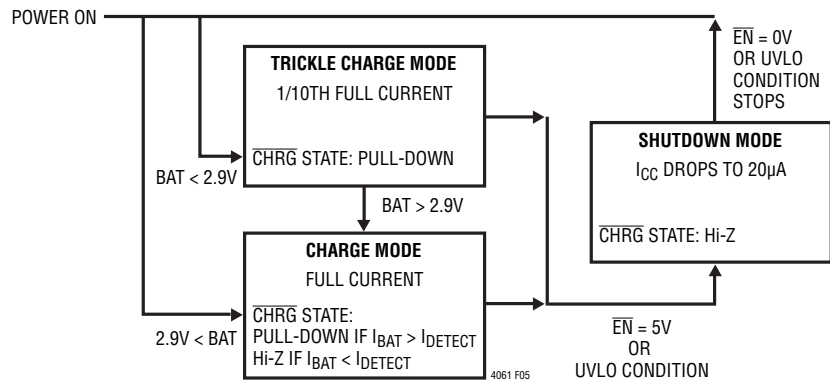 POWER ON
TRICKLE CHARGE MODE
1/10TH FULL CURRENT
CHRG STATE: PULL-DOWN
BAT < 2.9V
BAT > 2.9V
CHARGE MODE
FULL CURRENT
CHRG STATE:
PULL-DOWN IF IBAT > IDETECT
Hi-Z IF IBAT < IDETECT
2.9V < BAT
4061 F05
EN = 0V
OR UVLO
CONDITION
STOPS
SHUTDOWN MODE
ICC DROPS TO 20µA
CHRG STATE: Hi-Z
EN = 5V
OR
UVLO CONDITION